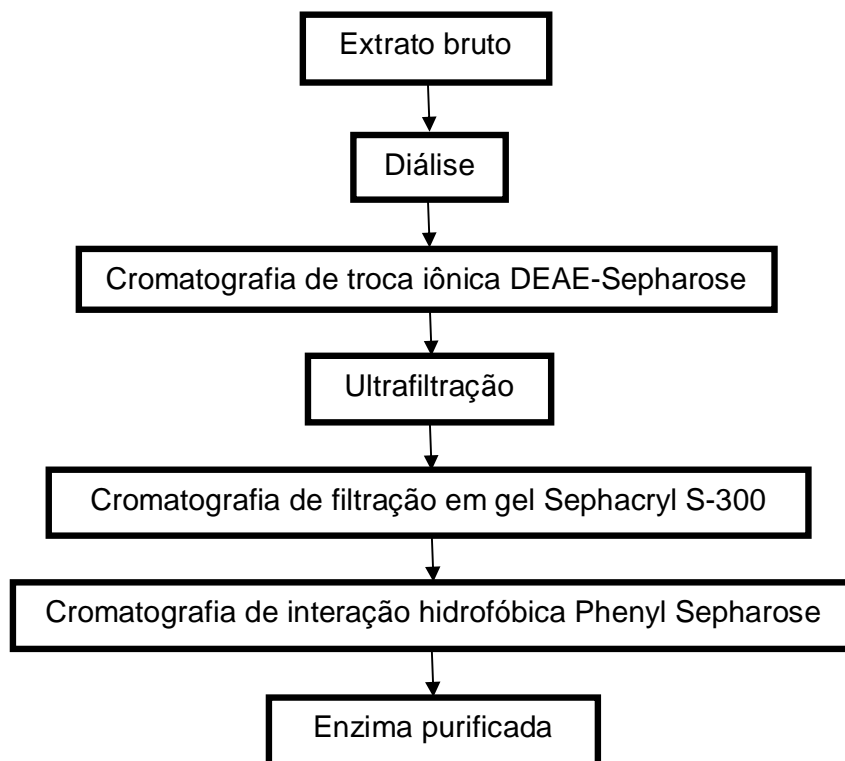 Extrato bruto
Diálise
Cromatografia de troca iônica DEAE-Sepharose
Ultrafiltração
Cromatografia de filtração em gel Sephacryl S-300
Cromatografia de interação hidrofóbica Phenyl Sepharose
Enzima purificada